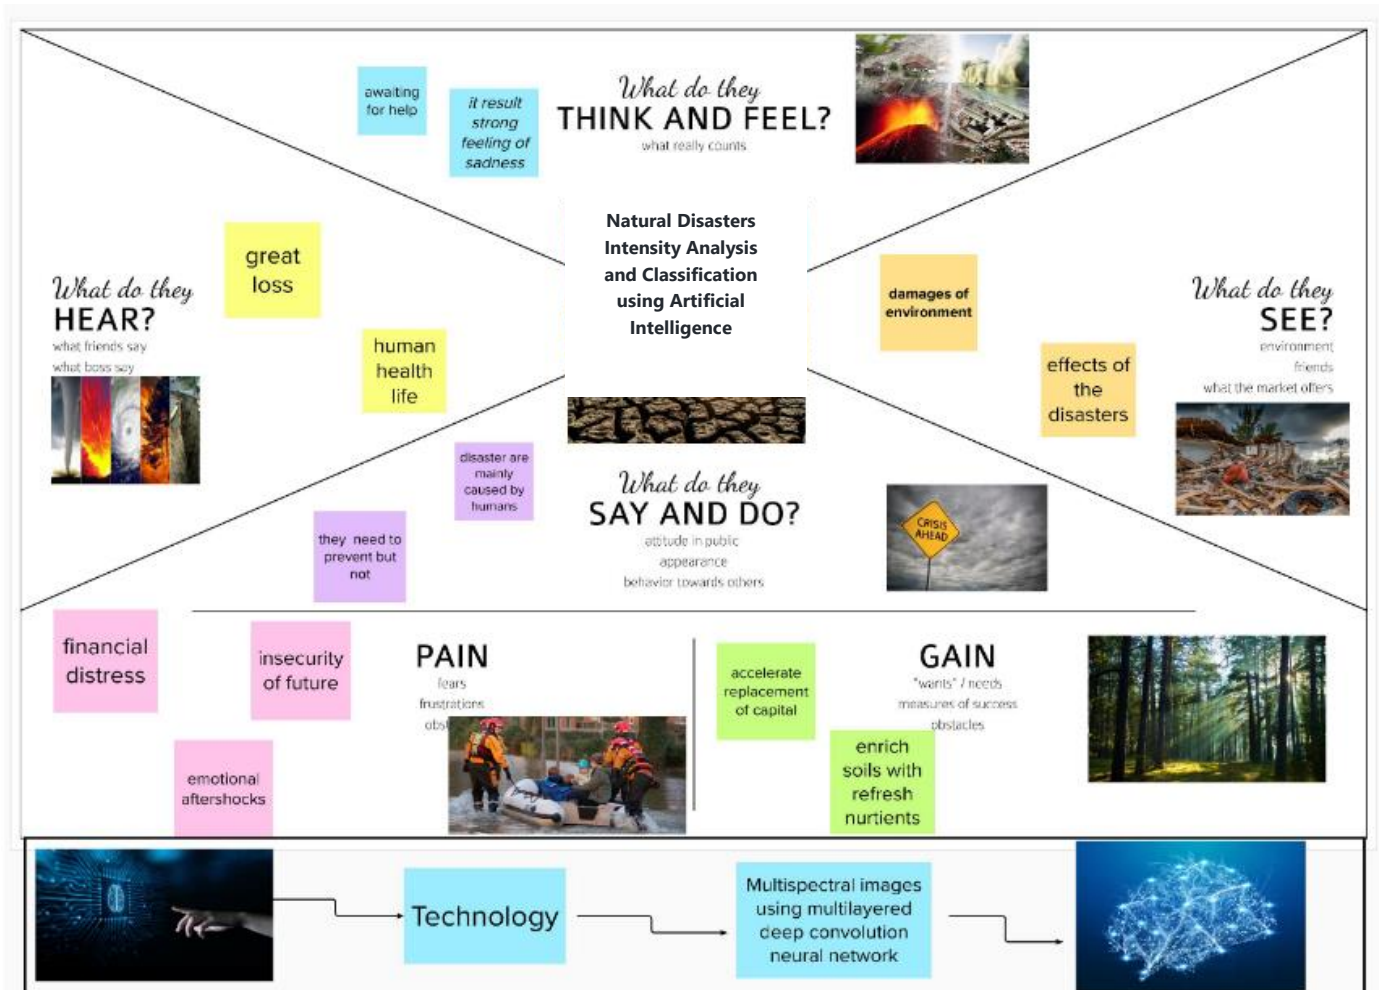 What do they
THINK AND FEEL?
what really counts
awaiting
for help
it result
strong
feeling of
sadness
Natural Disasters
Intensity Analysis
and Classification
using Artificial
Intelligence
What do they
HEAR?
what friends say
what boss say
great
loss
human
health
life
damages of
environment
effects of
the
disasters
What do they
SEE?
environment
friends
what the market offers
disaster are
mainly
caused by
humans
they need to
prevent but
not
What do they
SAY AND DO?
attitude in public
appearance
behavior towards others
CRISIS
AHEAD
financial
distress
insecurity
of future
emotional
aftershocks
PAIN
fears
frustrations
accelerate
replacement
of capital
enrich
soils with
refresh
nurtients
GAIN
"wants" / needs
measures of success
obstacles
Technology
Multispectral images
using multilayered
deep convolution
neural network